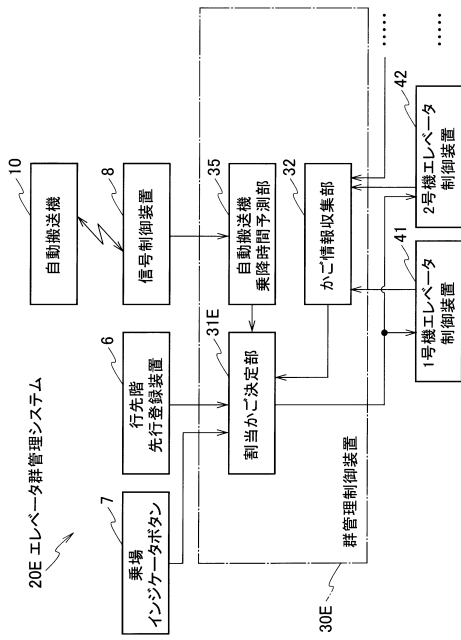 20E エレベータ群管理システム
7
乗場
インジケータボタン
6
行先階
先行登録装置
10
自動搬送機
8
信号制御装置
31E
割当かご決定部
35
自動搬送機
乗降時間予測部
32
かご情報収集部
群管理制御装置
30E
41
1号機エレベータ
制御装置
42
2号機エレベータ
制御装置
・・・・・
・・・・・